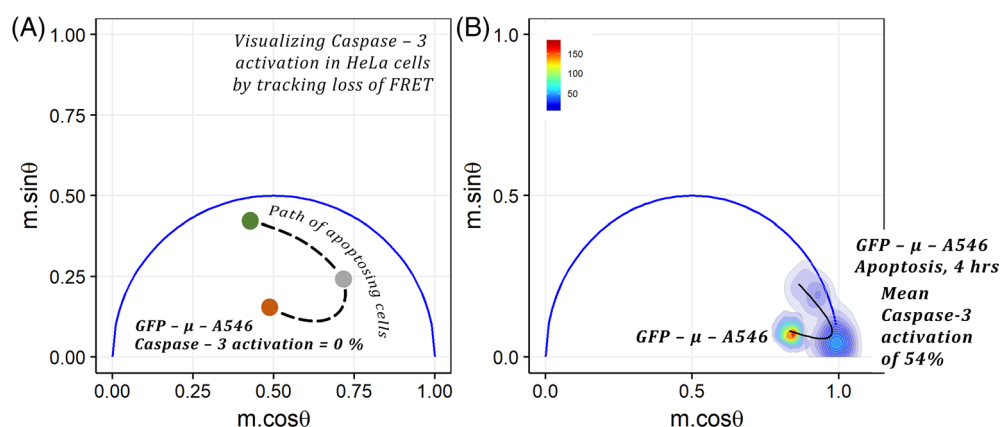 (A)
Visualizing Caspase – 3
activation in HeLa cells
by tracking loss of FRET
1.00
0.75
0.50
0.25
0.00
m.sinθ
Path of apoptosing cells
GFP – μ – A546
Caspase – 3 activation = 0 %
0.00 0.25 0.50 0.75 1.00
m.cosθ
(B)
1.0
0.5
0.0
m.sinθ
150
100
50
GFP – μ – A546
Apoptosis, 4 hrs
Mean
Caspase-3
activation
of 54%
GFP – μ – A546
0.0 0.5 1.0
m.cosθ